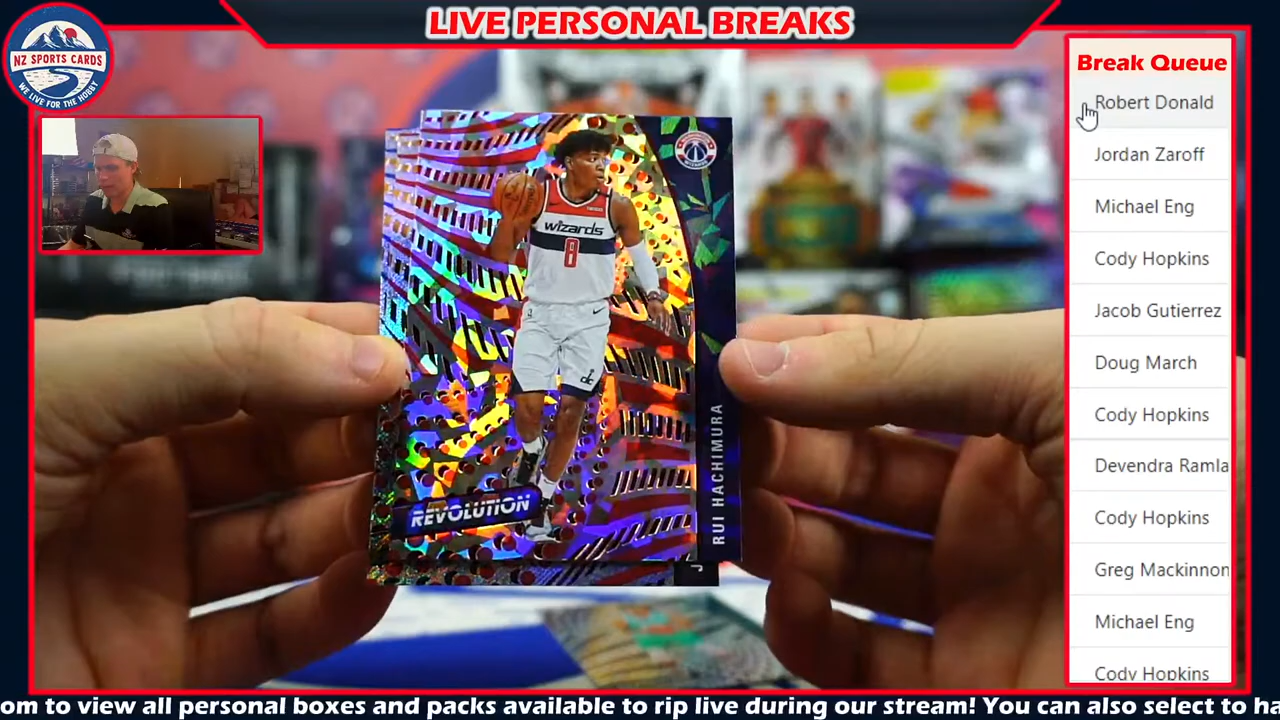 LIVE PERSONAL BREAKS
NZ SPORTS CARDS
WE LIVE FOR THE HOBBY
Break Queue
Robert Donald
Jordan Zaroff
Michael Eng
Cody Hopkins
Jacob Gutierrez
Doug March
Cody Hopkins
Devendra Ramla
Cody Hopkins
Greg Mackinnon
Michael Eng
Cody Hopkins
wizards
8
REVOLUTION
RUI HACHIMURA
J
om to view all personal boxes and packs available to rip live during our stream! You can also select to ha